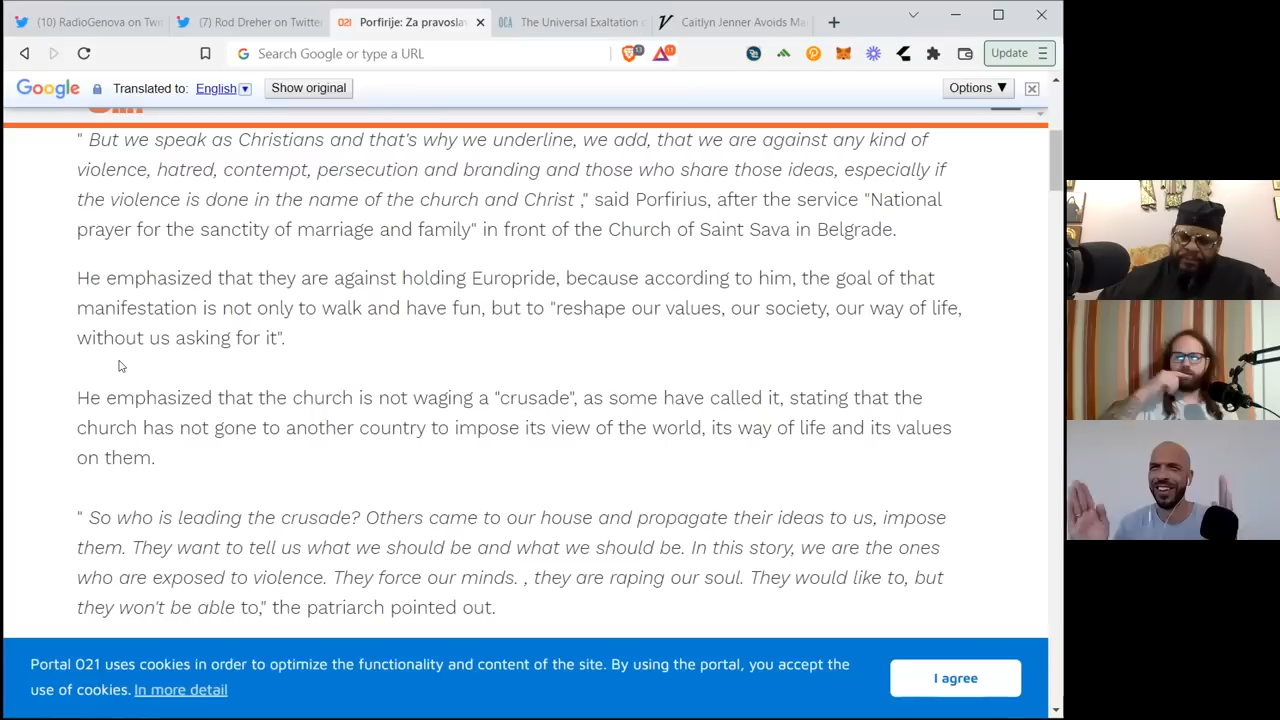 (10) RadioGenova on Twi
(7) Rod Dreher on Twitte
021 Porfirije: Za pravosla
OCA The Universal Exaltation o
Caitlyn Jenner Avoids Ma
Search Google or type a URL
13
11
Update
Google Translated to: English Show original Options
" But we speak as Christians and that's why we underline, we add, that we are against any kind of
violence, hatred, contempt, persecution and branding and those who share those ideas, especially if
the violence is done in the name of the church and Christ ," said Porfirius, after the service "National
prayer for the sanctity of marriage and family" in front of the Church of Saint Sava in Belgrade.
He emphasized that they are against holding Europride, because according to him, the goal of that
manifestation is not only to walk and have fun, but to "reshape our values, our society, our way of life,
without us asking for it".
He emphasized that the church is not waging a "crusade", as some have called it, stating that the
church has not gone to another country to impose its view of the world, its way of life and its values
on them.
" So who is leading the crusade? Others came to our house and propagate their ideas to us, impose
them. They want to tell us what we should be and what we should be. In this story, we are the ones
who are exposed to violence. They force our minds. , they are raping our soul. They would like to, but
they won't be able to," the patriarch pointed out.
Portal 021 uses cookies in order to optimize the functionality and content of the site. By using the portal, you accept the
use of cookies. In more detail
I agree